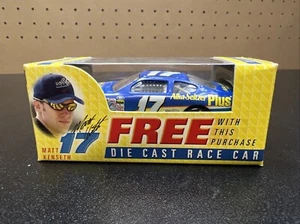 17
Alka-Seltzer
Plus
17
MATT
KENSETH
FREE
WITH
THIS
PURCHASE
DIE CAST RACE CAR